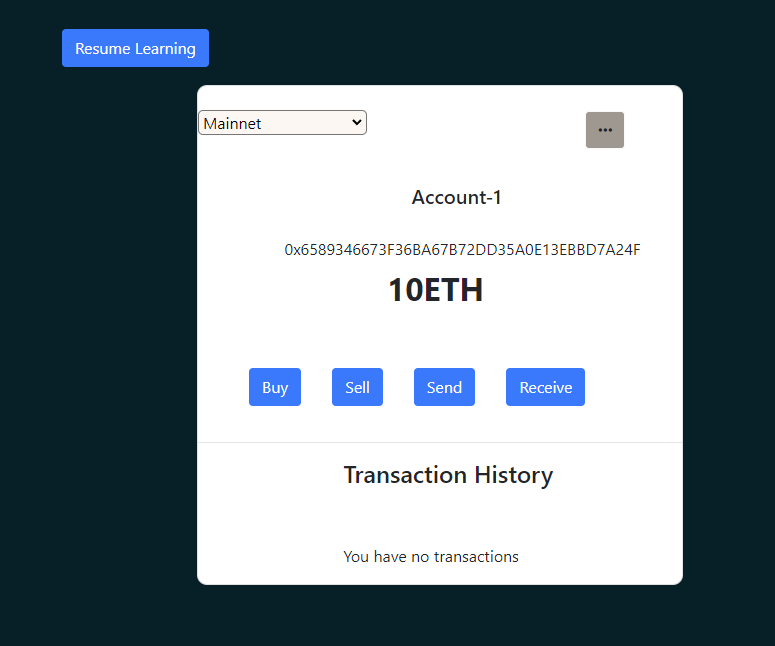 Resume Learning
Mainnet
•••
Account-1
0x6589346673F36BA67B72DD35A0E13EBBD7A24F
10ETH
Buy Sell Send Receive
Transaction History
You have no transactions